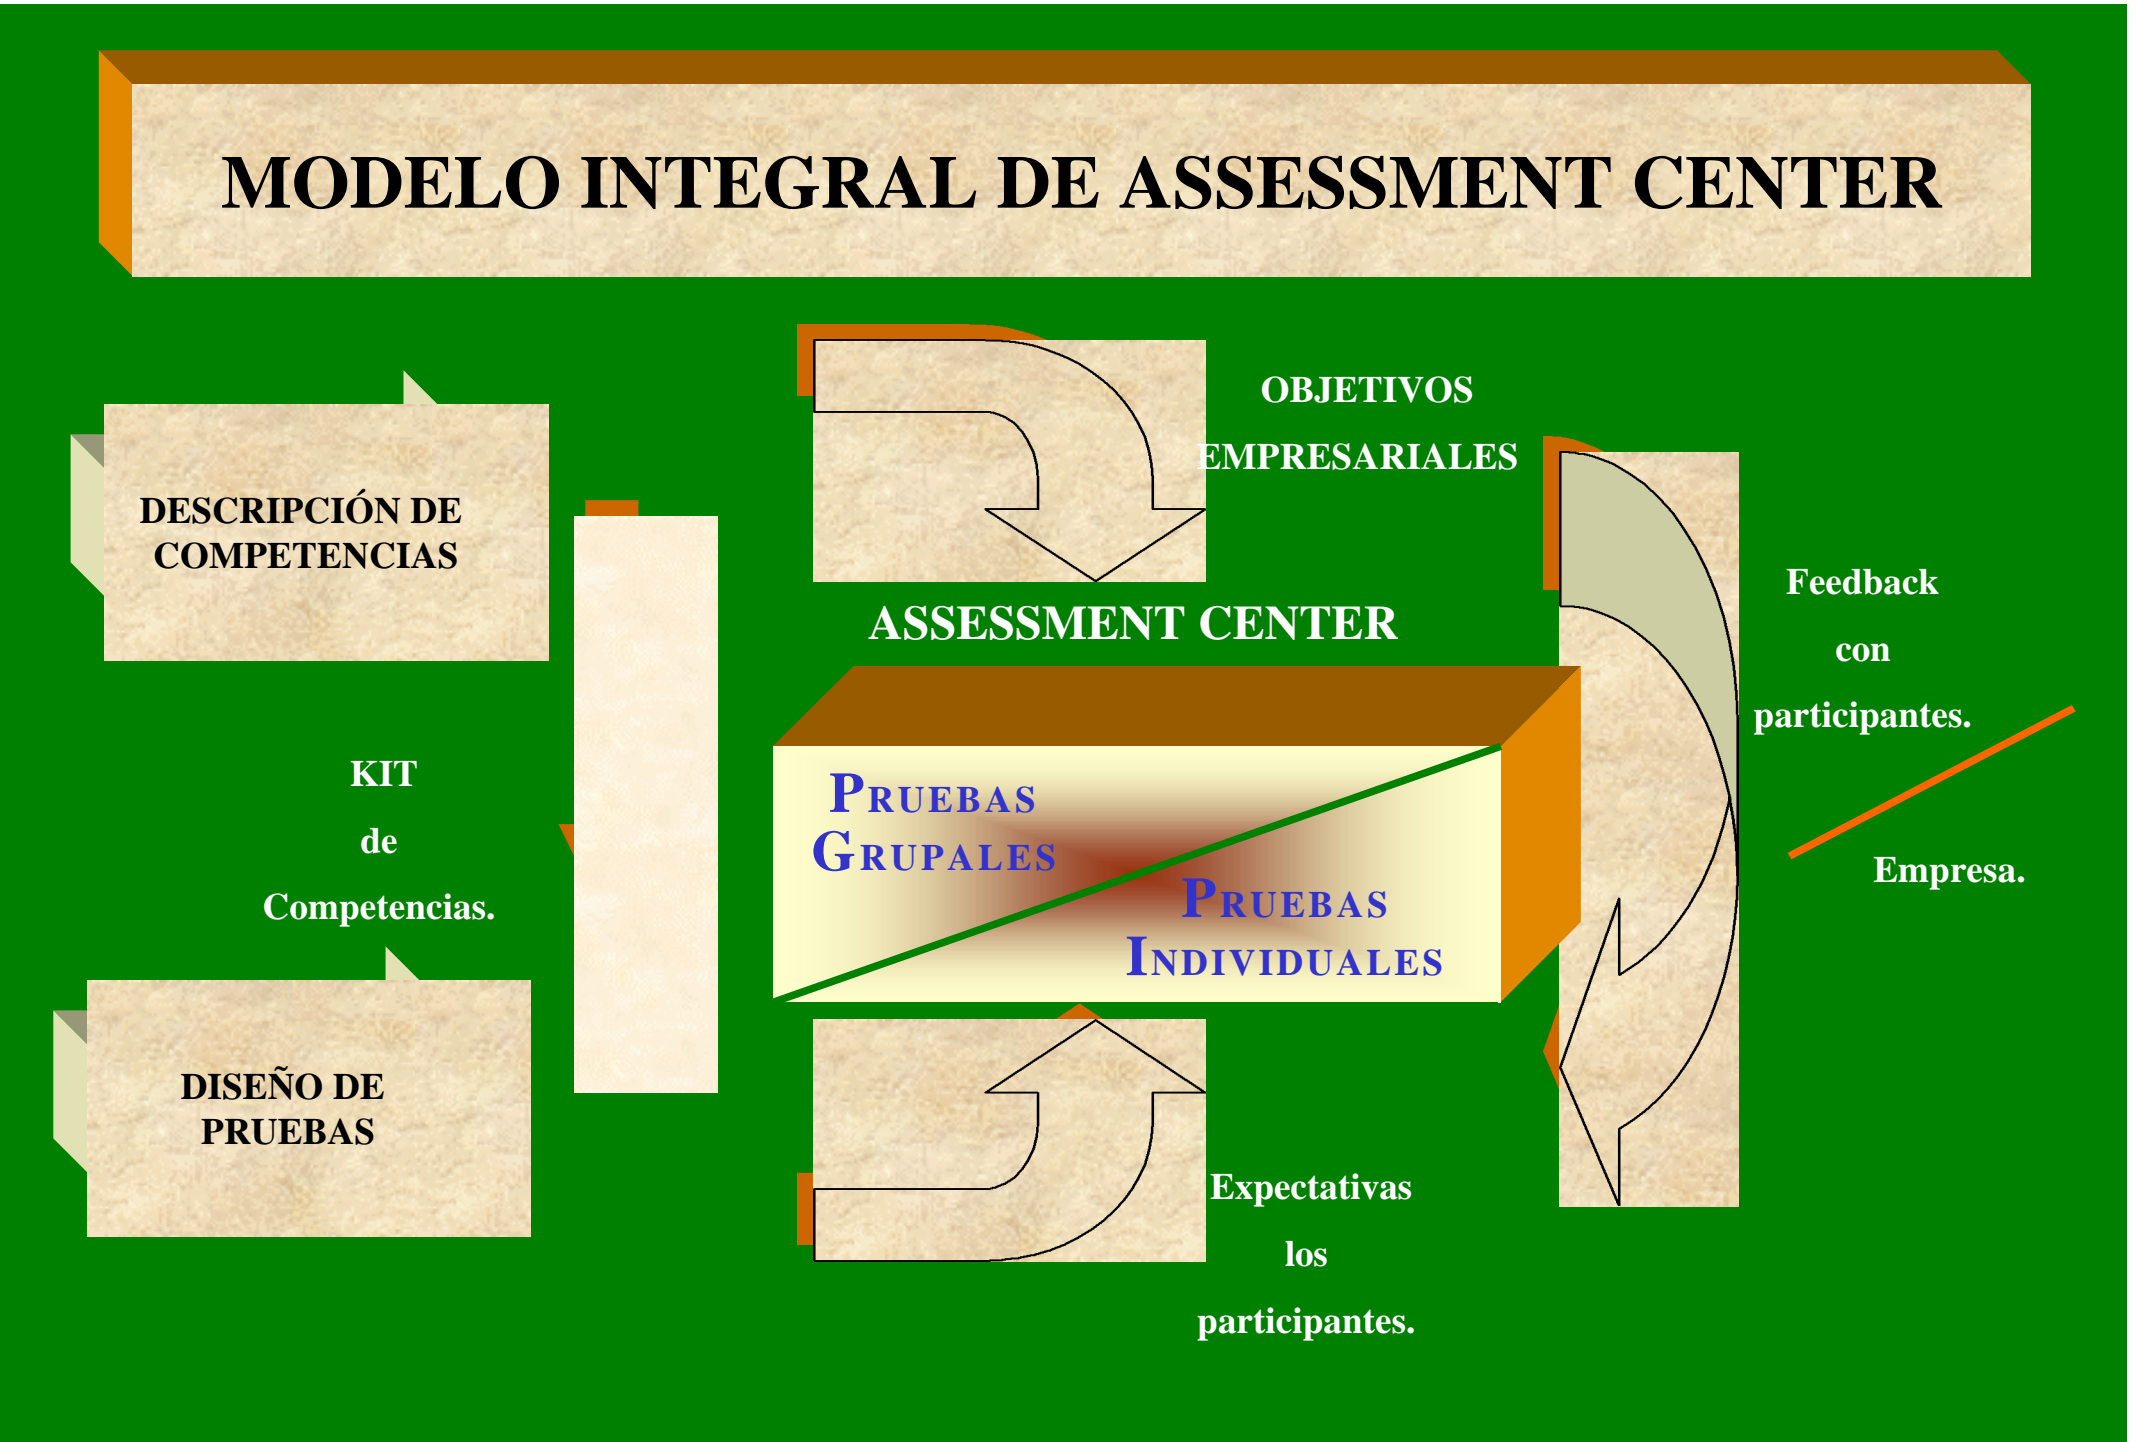 MODELO INTEGRAL DE ASSESSMENT CENTER
DESCRIPCIÓN DE
COMPETENCIAS
KIT
de
Competencias.
DISEÑO DE
PRUEBAS
OBJETIVOS
EMPRESARIALES
ASSESSMENT CENTER
PRUEBAS
GRUPALES
PRUEBAS
INDIVIDUALES
Expectativas
los
participantes.
Feedback
con
participantes.
Empresa.